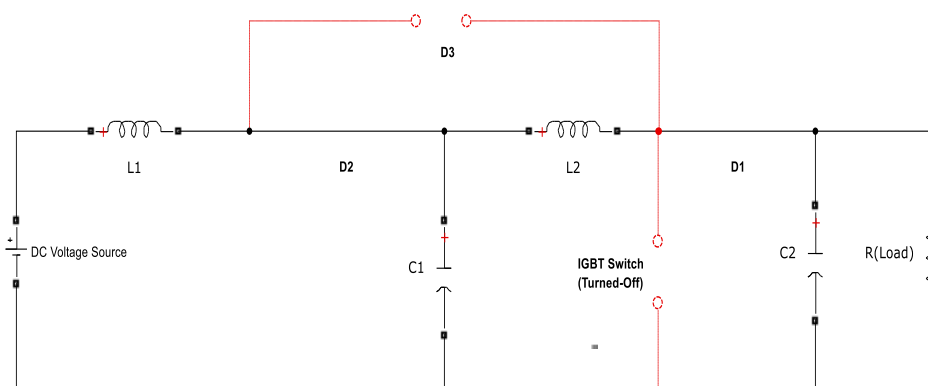 D3
L1
D2
L2
D1
DC Voltage Source
C1
IGBT Switch
(Turned-Off)
C2
R(Load)